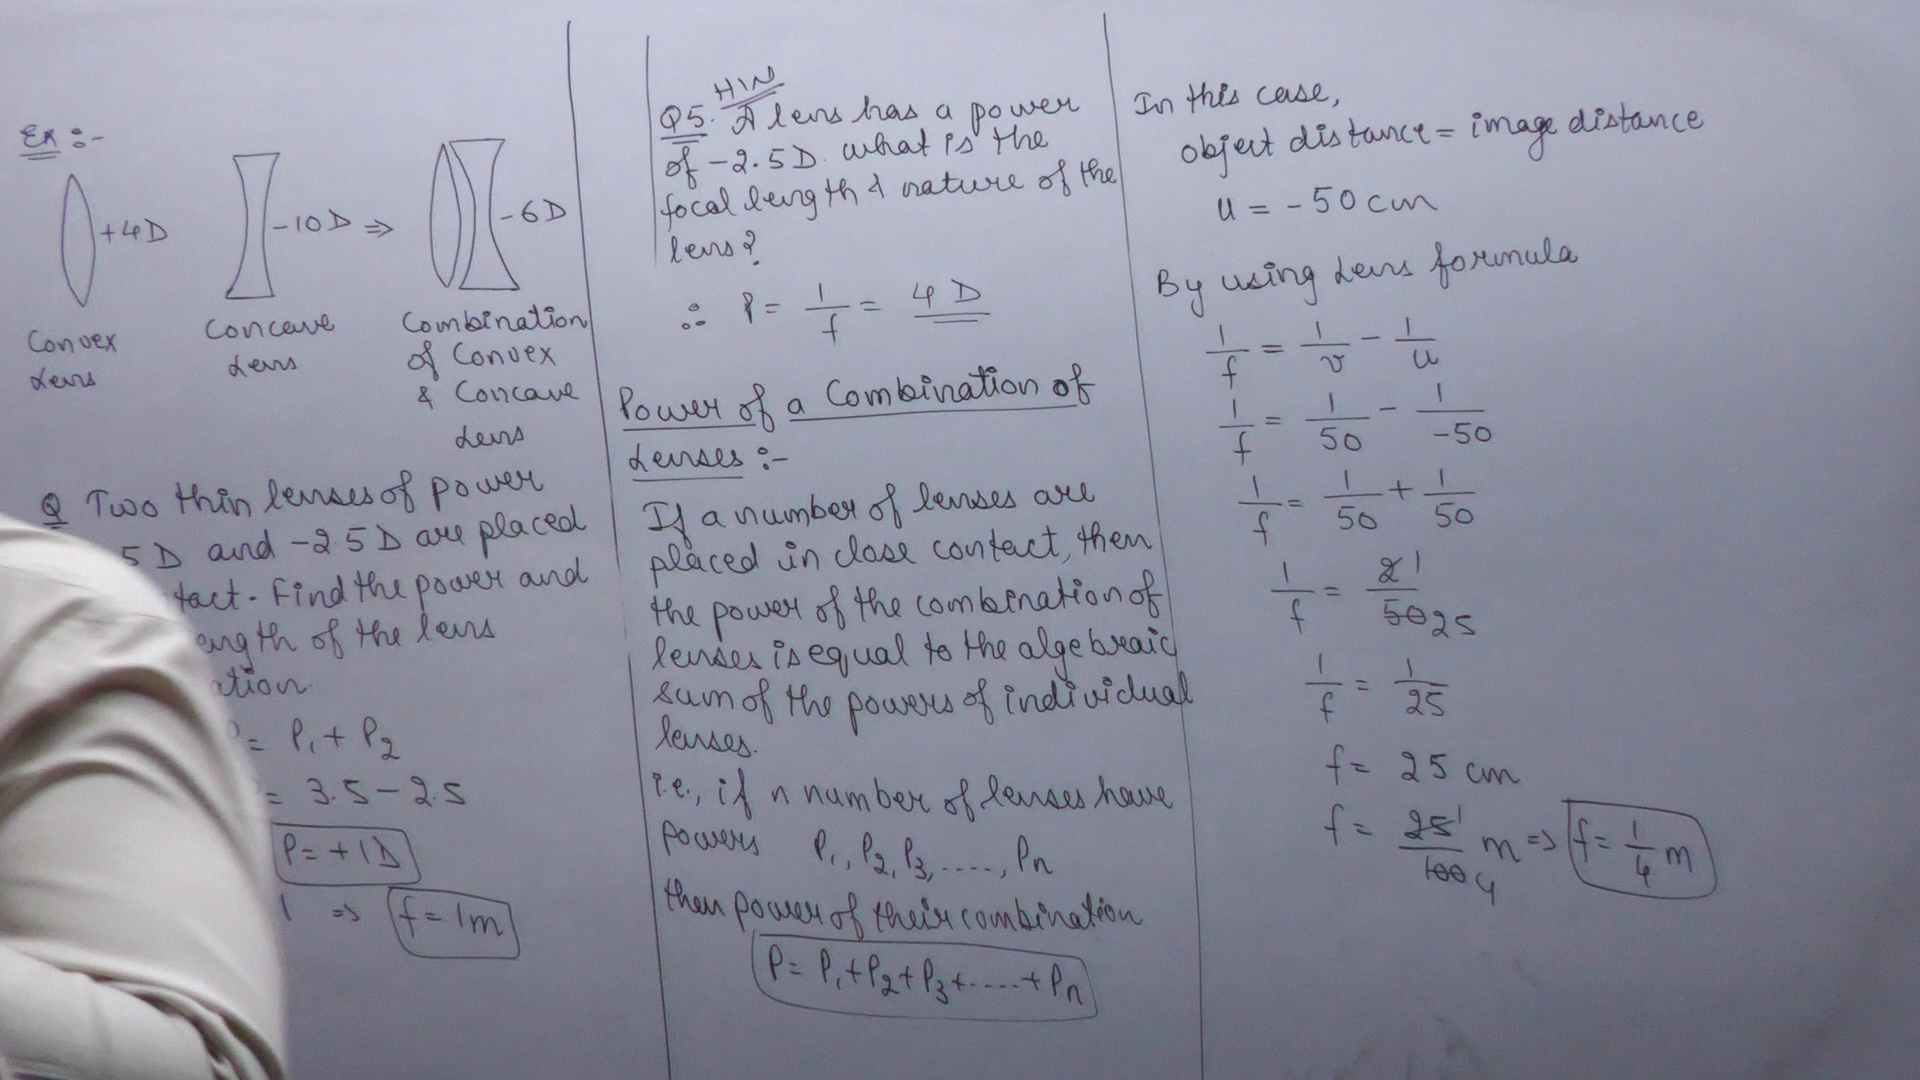 Ex :-
+4D
-10D ⇒
-6D
Convex
Lens
Concave
Lens
Combination
of Convex
& Concave
Lens
Q Two thin lenses of power
5D and -2.5D are placed
tact. Find the power and
ength of the lens
ation.
= P₁ + P₂
= 3.5 - 2.5
P = +1D
1 ⇒ f = 1m
H/W
Q5. A lens has a power
of -2.5D. what is the
focal length & nature of the
lens?
∴ P = 1/f = 4D
Power of a Combination of
Lenses :-
If a number of lenses are
placed in close contact, then
the power of the combination of
lenses is equal to the algebraic
sum of the powers of individual
lenses.
i.e., if n number of lenses have
powers P₁, P₂, P₃, ....., Pn
then power of their combination
P = P₁ + P₂ + P₃ + ..... + Pn
In this case,
object distance = image distance
u = -50 cm
By using Lens formula
1/f = 1/v - 1/u
1/f = 1/50 - 1/-50
1/f = 1/50 + 1/50
1/f = 2 1/50 25
1/f = 1/25
f = 25 cm
f = 25 1/100 4 m ⇒ f = 1/4 m